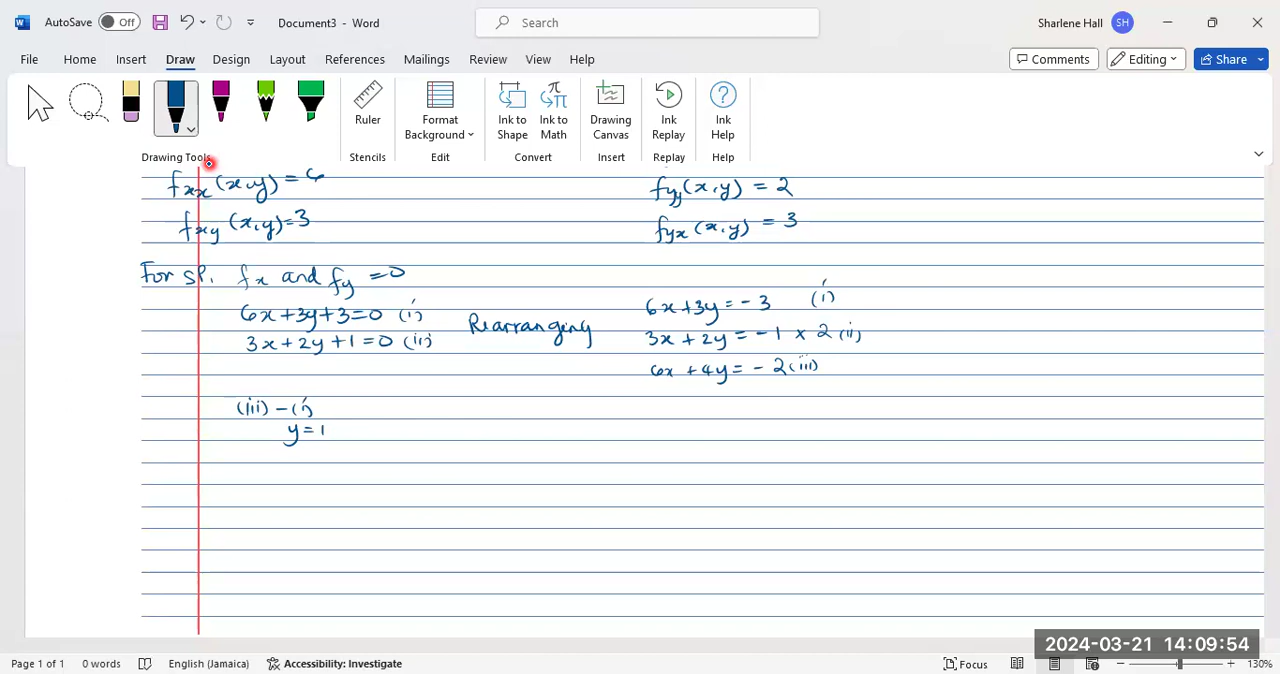 AutoSave Off Document3 - Word Search Sharlene Hall SH
File Home Insert Draw Design Layout References Mailings Review View Help Comments Editing Share
Ruler Format Background Ink to Shape Ink to Math Drawing Canvas Ink Replay Ink Help
Drawing Tools Stencils Edit Convert Insert Replay Help
fxx(x,y) = 6 fyy(x,y) = 2
fxy (x,y)=3 fyx(x,y) = 3
For sp. fx and fy =0
6x+3y+3=0 (i) Rearranging 6x+3y=-3 (i)
3x+2y+1=0 (ii) 3x+2y=-1 x 2(ii)
6x+4y=-2(iii)
(iii)-(i)
y=1
2024-03-21 14:09:54
Page 1 of 1 0 words English (Jamaica) Accessibility: Investigate Focus 130%